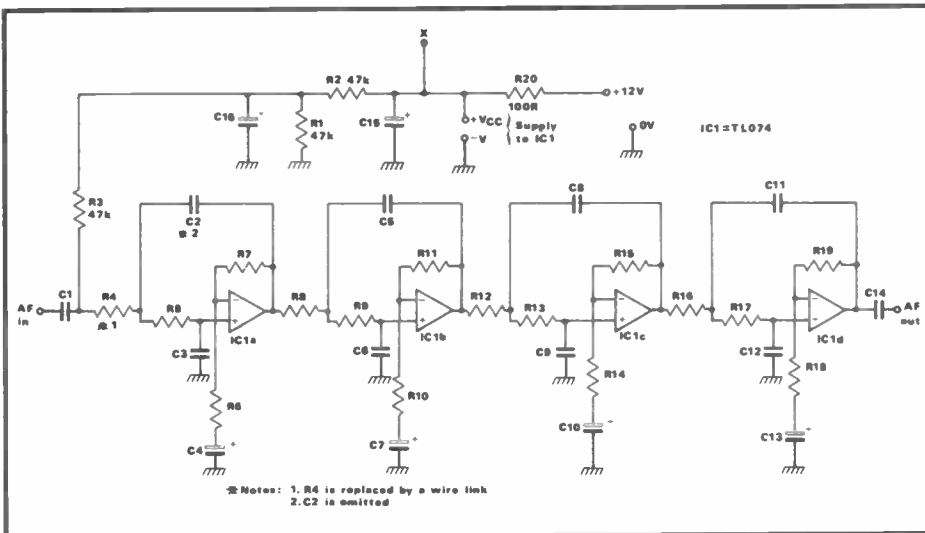 X
R2 47k
R20
100R
+12V
C16
R1
47k
C15
+VCC
-V
Supply
to IC1
0V
IC1=TL074
R3
47k
C2
※2
C5
C8
C11
R7
R11
R15
R19
AF
in
C1
R4
※1
R8
R9
R12
R13
R16
R17
C14
AF
out
IC1a
IC1b
IC1c
IC1d
C3
C6
C9
C12
R6
R10
R14
R18
C4
C7
C10
C13
※Notes: 1. R4 is replaced by a wire link
2. C2 is omitted